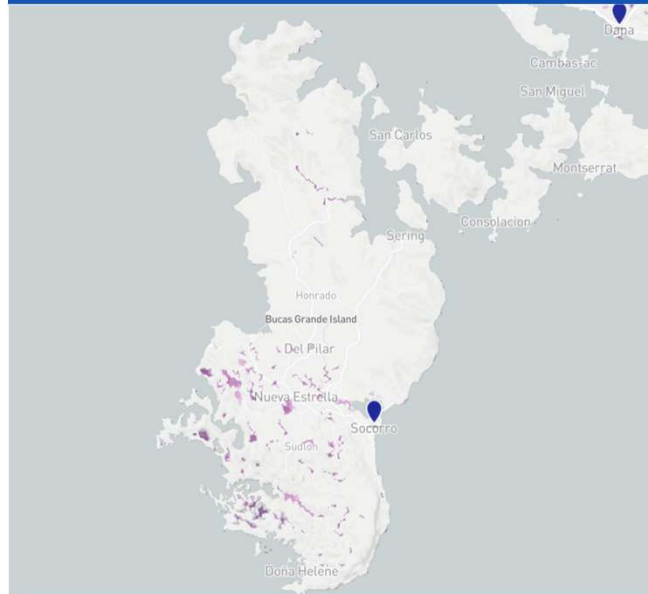 Dapa
Cambas-ac
San Miguel
San Carlos
Montserrat
Consolacion
Sering
Honrado
Bucas Grande Island
Del Pilar
Nueva Estrella
Socorro
Sudlon
Doña Helene